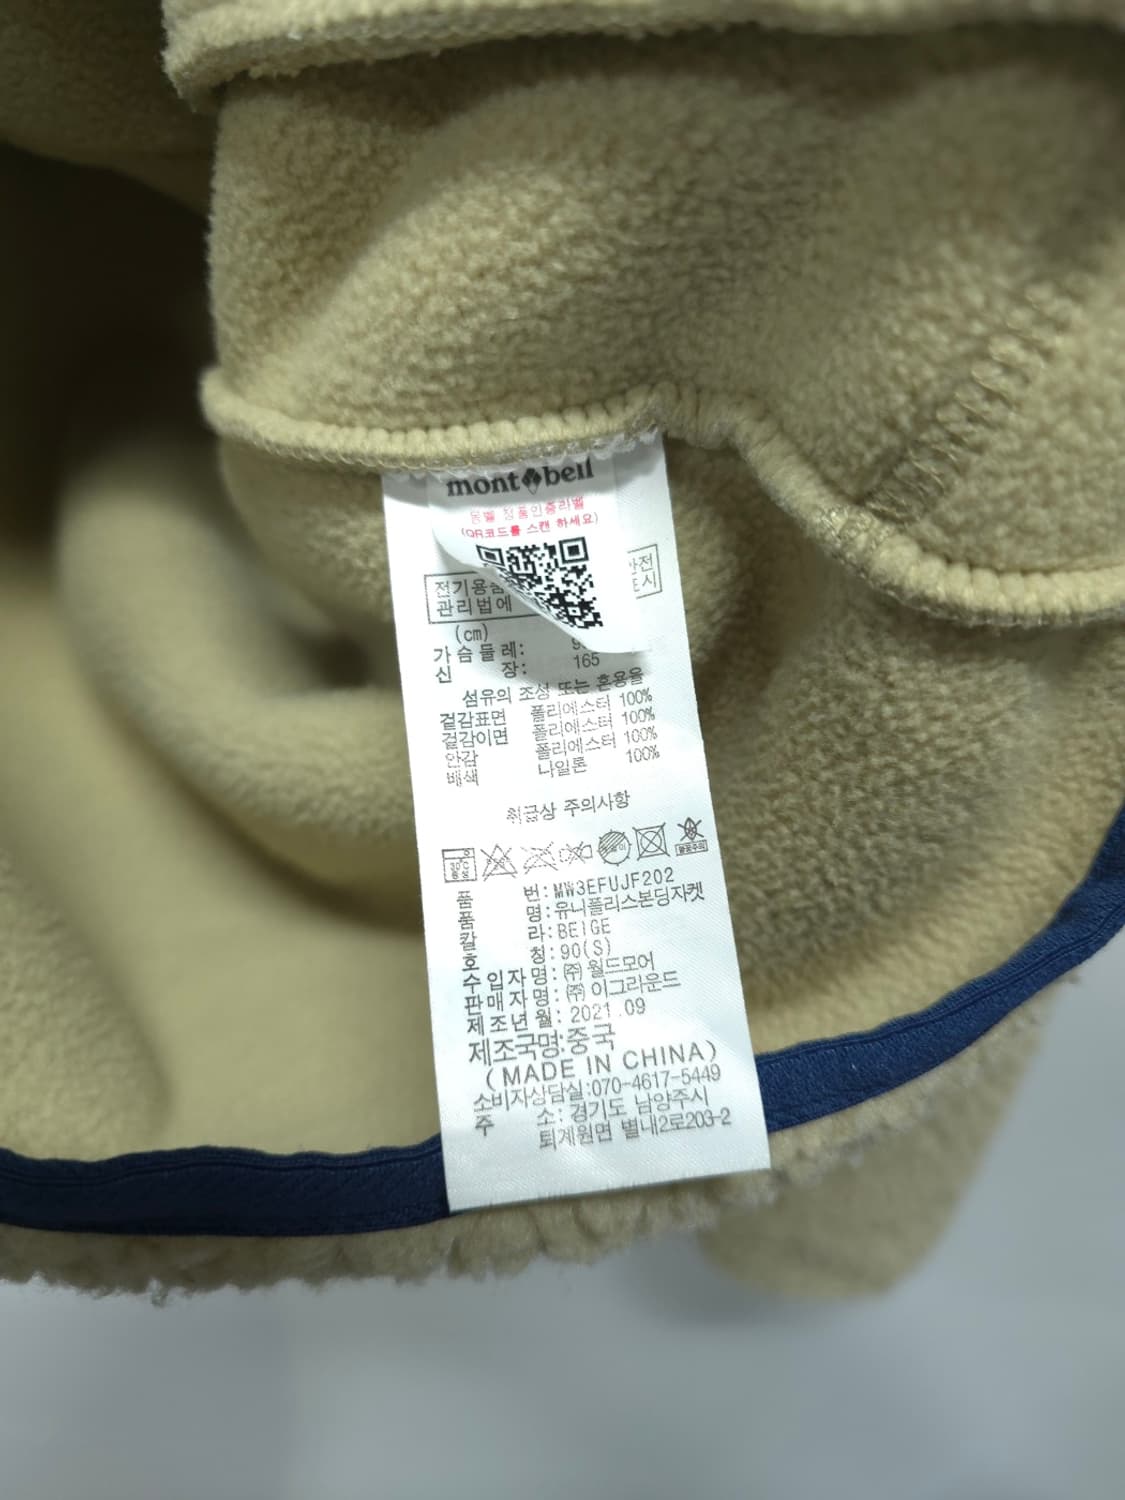 mont bell
몽벨 정품인증라벨
(QR코드를 스캔 하세요)
전기용품 안전
관리법에 표시
(cm)
가슴둘레:
신 장: 165
섬유의 조성 또는 혼용율
겉감표면 폴리에스터 100%
겉감이면 폴리에스터 100%
안감 폴리에스터 100%
배색 나일론 100%
취급상 주의사항
품 번: MW3EFUJF202
품 명: 유니플리스본딩자켓
칼 라: BEIGE
호 칭: 90(S)
수입자명: ㈜ 월드모어
판매자명: ㈜ 이그라운드
제조년월: 2021.09
제조국명: 중국
(MADE IN CHINA)
소비자상담실: 070-4617-5449
주 소: 경기도 남양주시
퇴계원면 별내2로203-2